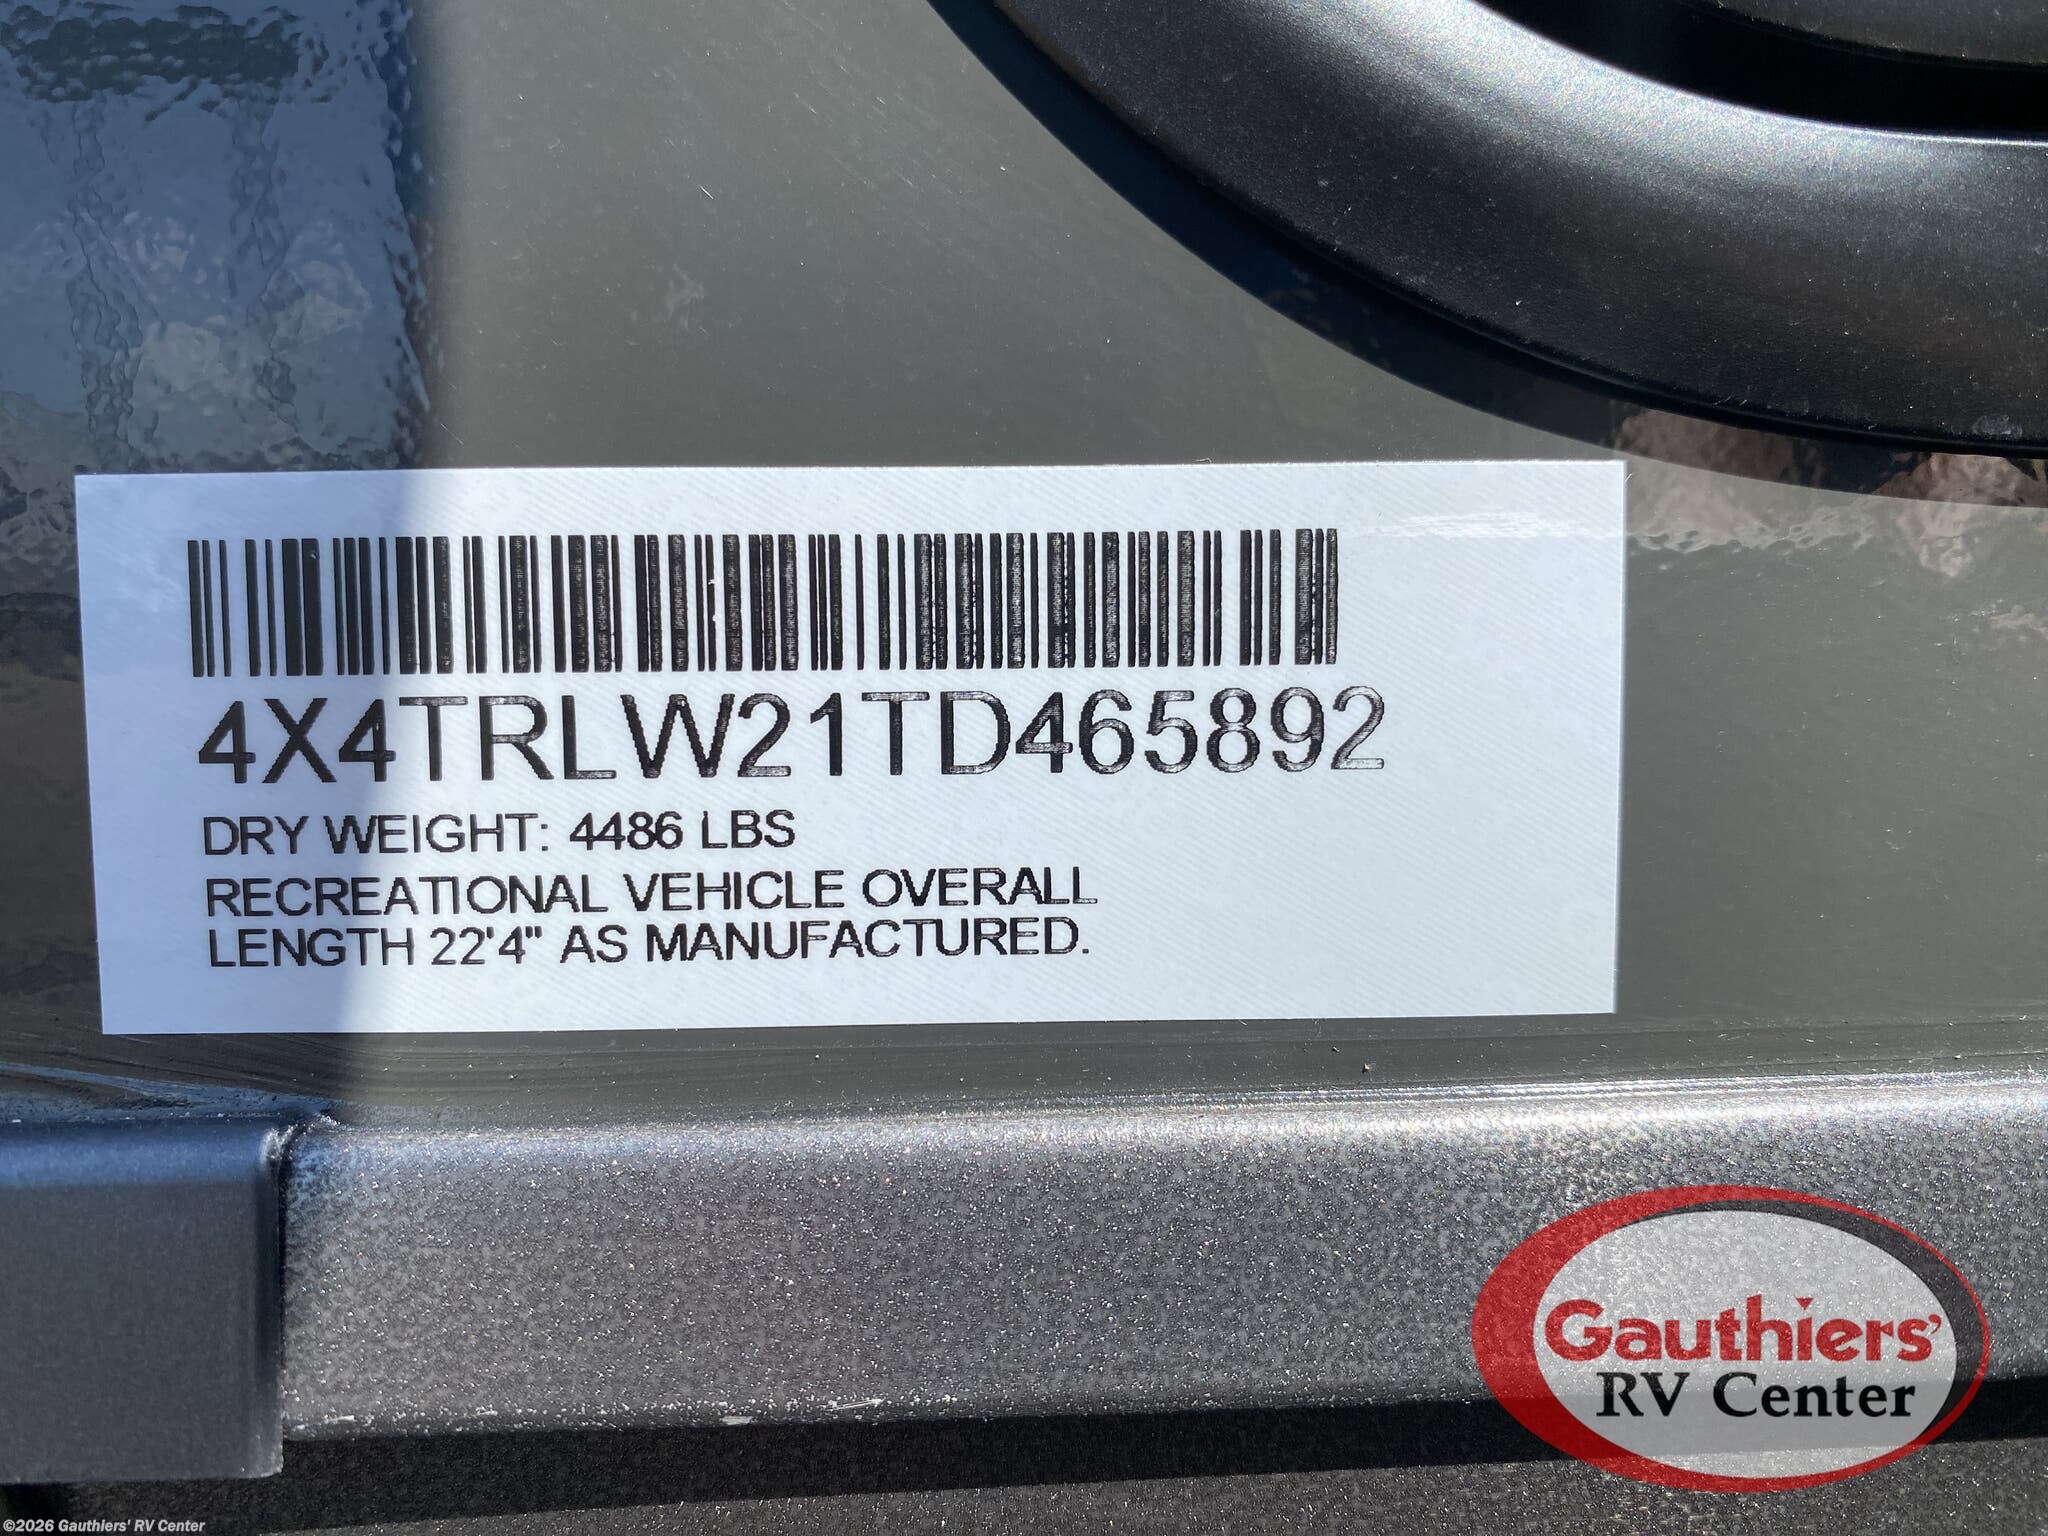 4X4TRLW21TD465892
DRY WEIGHT: 4486 LBS
RECREATIONAL VEHICLE OVERALL
LENGTH 22'4" AS MANUFACTURED.
Gauthiers'
RV Center
©2026 Gauthiers' RV Center